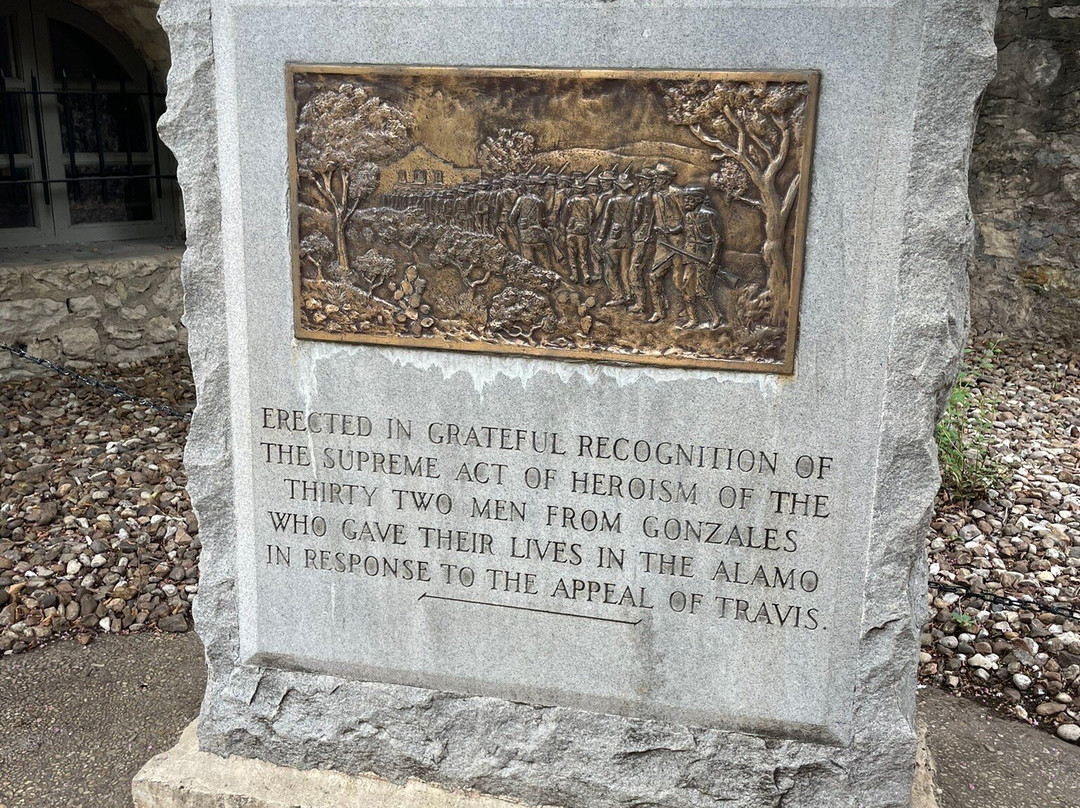 ERECTED IN GRATEFUL RECOGNITION OF
THE SUPREME ACT OF HEROISM OF THE
THIRTY TWO MEN FROM GONZALES
WHO GAVE THEIR LIVES IN THE ALAMO
IN RESPONSE TO THE APPEAL OF TRAVIS.